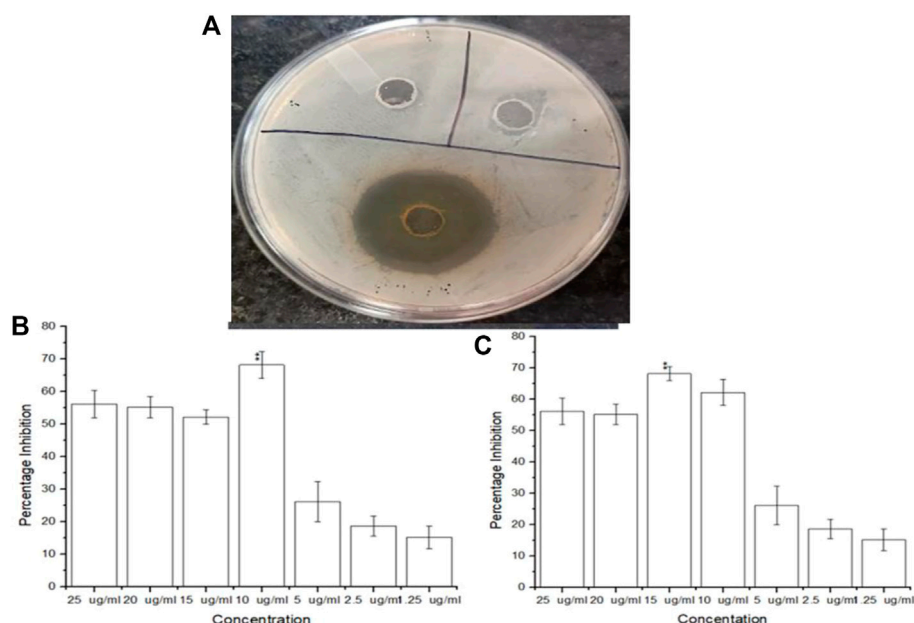 A
B
80
70
60
50
40
30
20
10
0
Percentage Inhibition
**
25 ug/ml 20 ug/ml 15 ug/ml 10 ug/ml 5 ug/ml 2.5 ug/m1.25 ug/ml
Concentration
C
80
70
60
50
40
30
20
10
0
Percentage Inhibition
**
25 ug/ml 20 ug/ml 15 ug/ml 10 ug/ml 5 ug/ml 2.5 ug/ml 1.25 ug/ml
Concentation